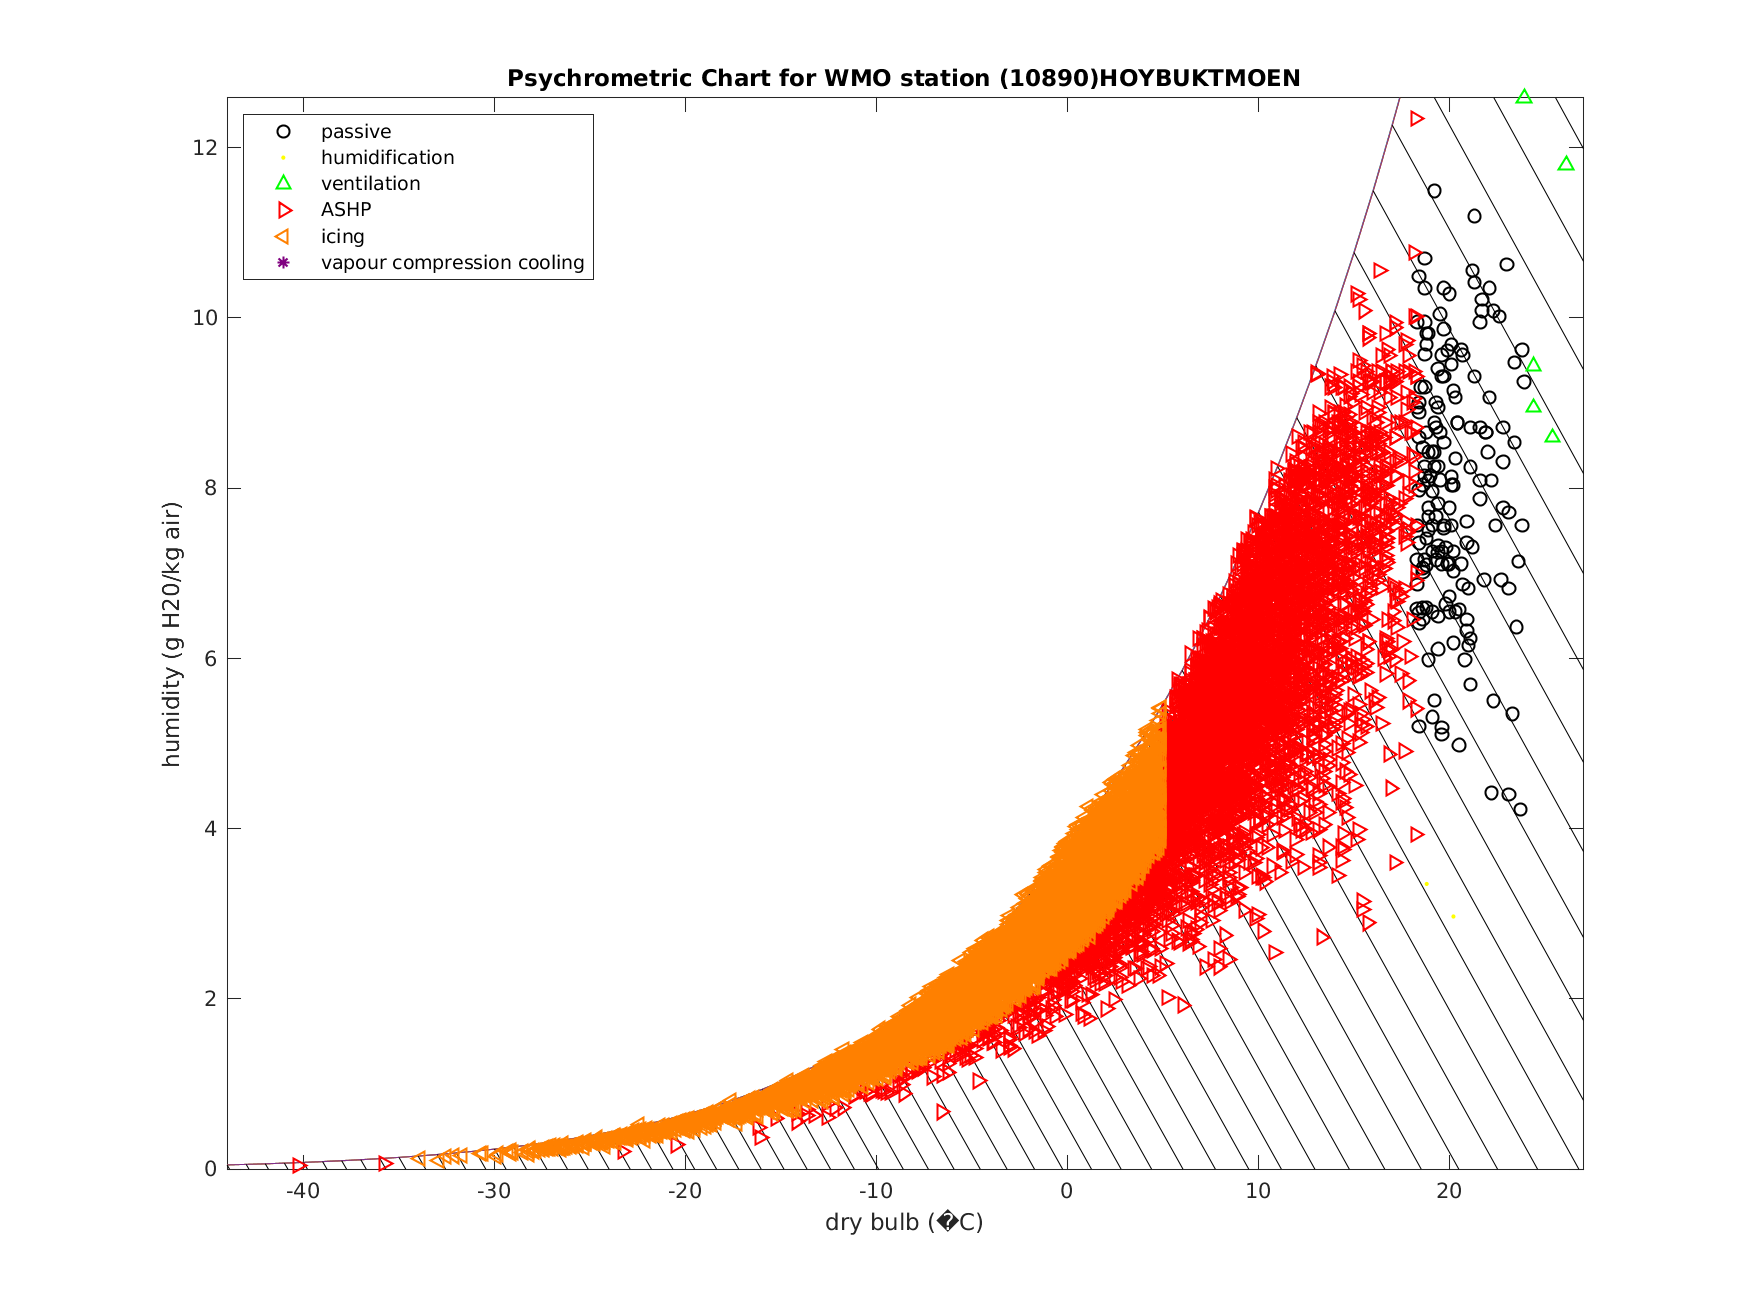 Psychrometric Chart for WMO station (10890)HOYBUKTMOEN
passive
humidification
ventilation
ASHP
icing
vapour compression cooling
humidity (g H20/kg air)
12
10
8
6
4
2
0
-40 -30 -20 -10 0 10 20
dry bulb (�C)